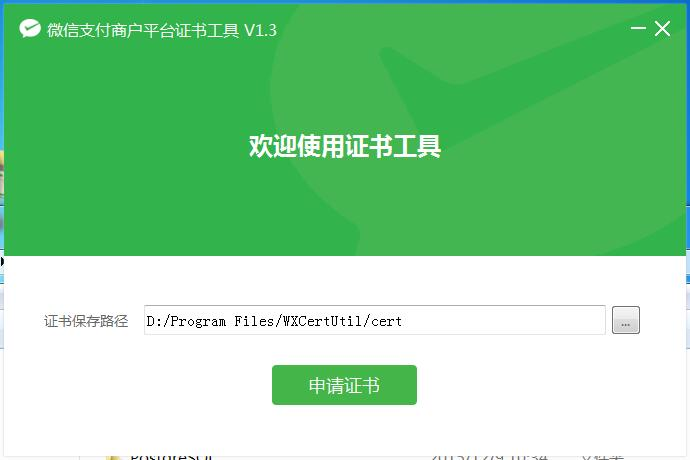 微信支付商户平台证书工具 V1.3
欢迎使用证书工具
证书保存路径
D:/Program Files/WXCertUtil/cert
...
申请证书